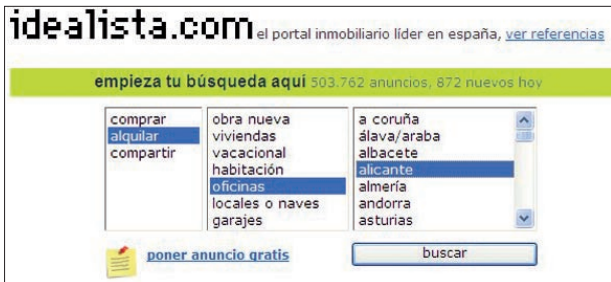 idealista.com el portal inmobiliario líder en españa, ver referencias
empieza tu búsqueda aquí 503.762 anuncios, 872 nuevos hoy
comprar
alquilar
compartir
obra nueva
viviendas
vacacional
habitación
oficinas
locales o naves
garajes
a coruña
álava/araba
albacete
alicante
almería
andorra
asturias
poner anuncio gratis
buscar